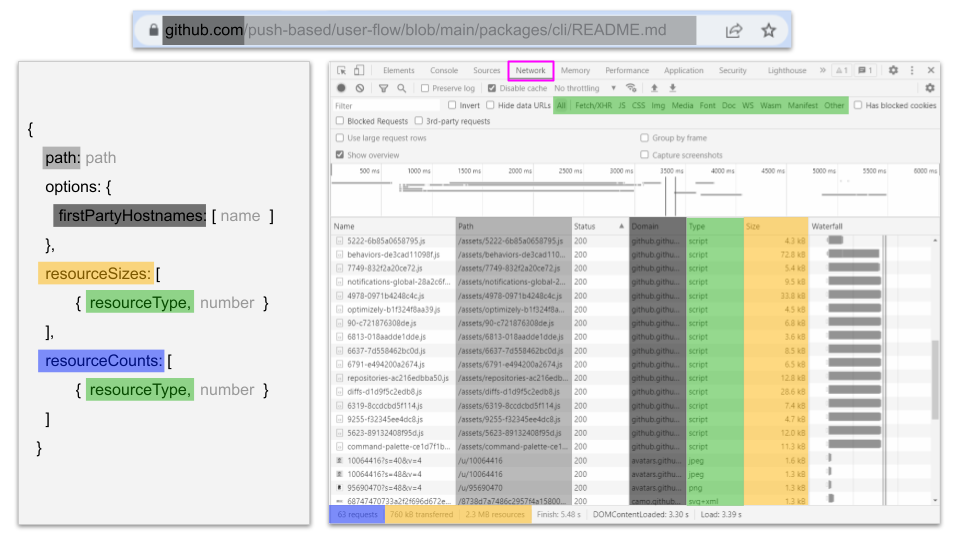 github.com/push-based/user-flow/blob/main/packages/cli/README.md
{
path: path
options: {
firstPartyHostnames: [ name ]
},
resourceSizes: [
{ resourceType, number }
],
resourceCounts: [
{ resourceType, number }
]
}
Elements Console Sources Network Memory Performance Application Security Lighthouse » 1 1
Preserve log Disable cache No throttling
Filter Invert Hide data URLs All Fetch/XHR JS CSS Img Media Font Doc WS Wasm Manifest Other Has blocked cookies
Blocked Requests 3rd-party requests
Use large request rows Group by frame
Show overview Capture screenshots
500 ms 1000 ms 1500 ms 2000 ms 2500 ms 3000 ms 3500 ms 4000 ms 4500 ms 5000 ms 5500 ms 6000 ms
Name Path Status Domain Type Size Waterfall
5222-6b85a0658795.js /assets/5222-6b85a0658795.js 200 github.githu... script 4.3 kB
behaviors-de3cad11098f.js /assets/behaviors-de3cad110... 200 github.githu... script 72.8 kB
7749-832f2a20ce72.js /assets/7749-832f2a20ce72.js 200 github.githu... script 5.4 kB
notifications-global-28a2c6f... /assets/notifications-global-... 200 github.githu... script 9.5 kB
4978-0971b4248c4c.js /assets/4978-0971b4248c4c.js 200 github.githu... script 33.8 kB
optimizely-b1f324f8aa39.js /assets/optimizely-b1f324f8... 200 github.githu... script 4.5 kB
90-c721876308de.js /assets/90-c721876308de.js 200 github.githu... script 6.8 kB
6813-018aadde1dde.js /assets/6813-018aadde1dde.js 200 github.githu... script 3.6 kB
6637-7d558462bc0d.js /assets/6637-7d558462bc0d.js 200 github.githu... script 8.5 kB
6791-e494200a2674.js /assets/6791-e494200a2674.js 200 github.githu... script 6.5 kB
repositories-ac216edbba50.js /assets/repositories-ac216e... 200 github.githu... script 12.8 kB
diffs-d1d9f5c2edb8.js /assets/diffs-d1d9f5c2edb8.js 200 github.githu... script 28.6 kB
6319-8ccdcbd5f114.js /assets/6319-8ccdcbd5f114.js 200 github.githu... script 7.4 kB
9255-f32345ee4dc8.js /assets/9255-f32345ee4dc8.js 200 github.githu... script 4.7 kB
5623-89132408f95d.js /assets/5623-89132408f95d.js 200 github.githu... script 12.0 kB
command-palette-ce1d7f1b... /assets/command-palette-ce1... 200 github.githu... script 11.3 kB
10064416?s=40&v=4 /u/10064416 200 avatars.githu... jpeg 1.6 kB
10064416?s=48&v=4 /u/10064416 200 avatars.githu... jpeg 1.3 kB
95690470?s=48&v=4 /u/95690470 200 avatars.githu... png 1.5 kB
68747470733a2f2f696d672e... /8738d7a7486c2957f4a15800... 200 camo.githu... svg+xml 1.3 kB
63 requests 760 kB transferred 2.3 MB resources Finish: 5.48 s DOMContentLoaded: 3.30 s Load: 3.39 s